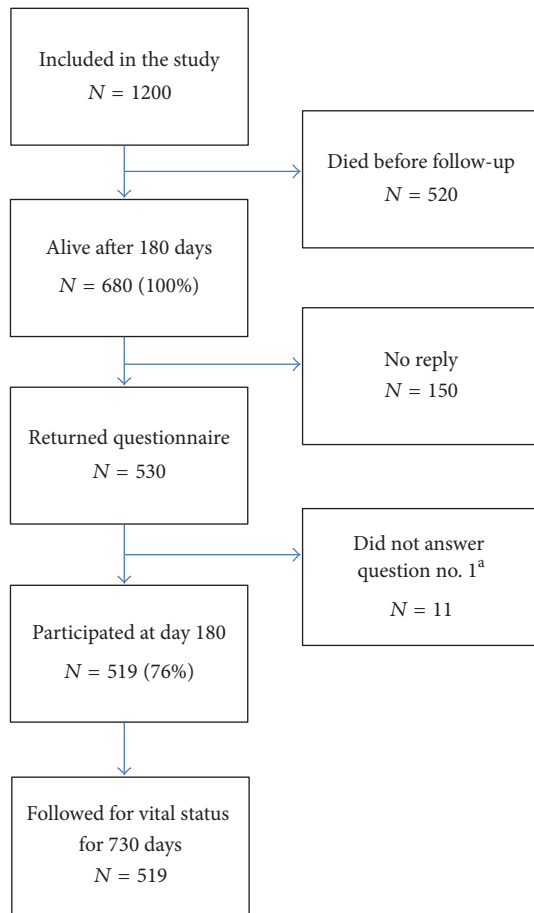 Included in the study
N = 1200
Died before follow-up
N = 520
Alive after 180 days
N = 680 (100%)
No reply
N = 150
Returned questionnaire
N = 530
Did not answer
question no. 1ᵃ
N = 11
Participated at day 180
N = 519 (76%)
Followed for vital status
for 730 days
N = 519